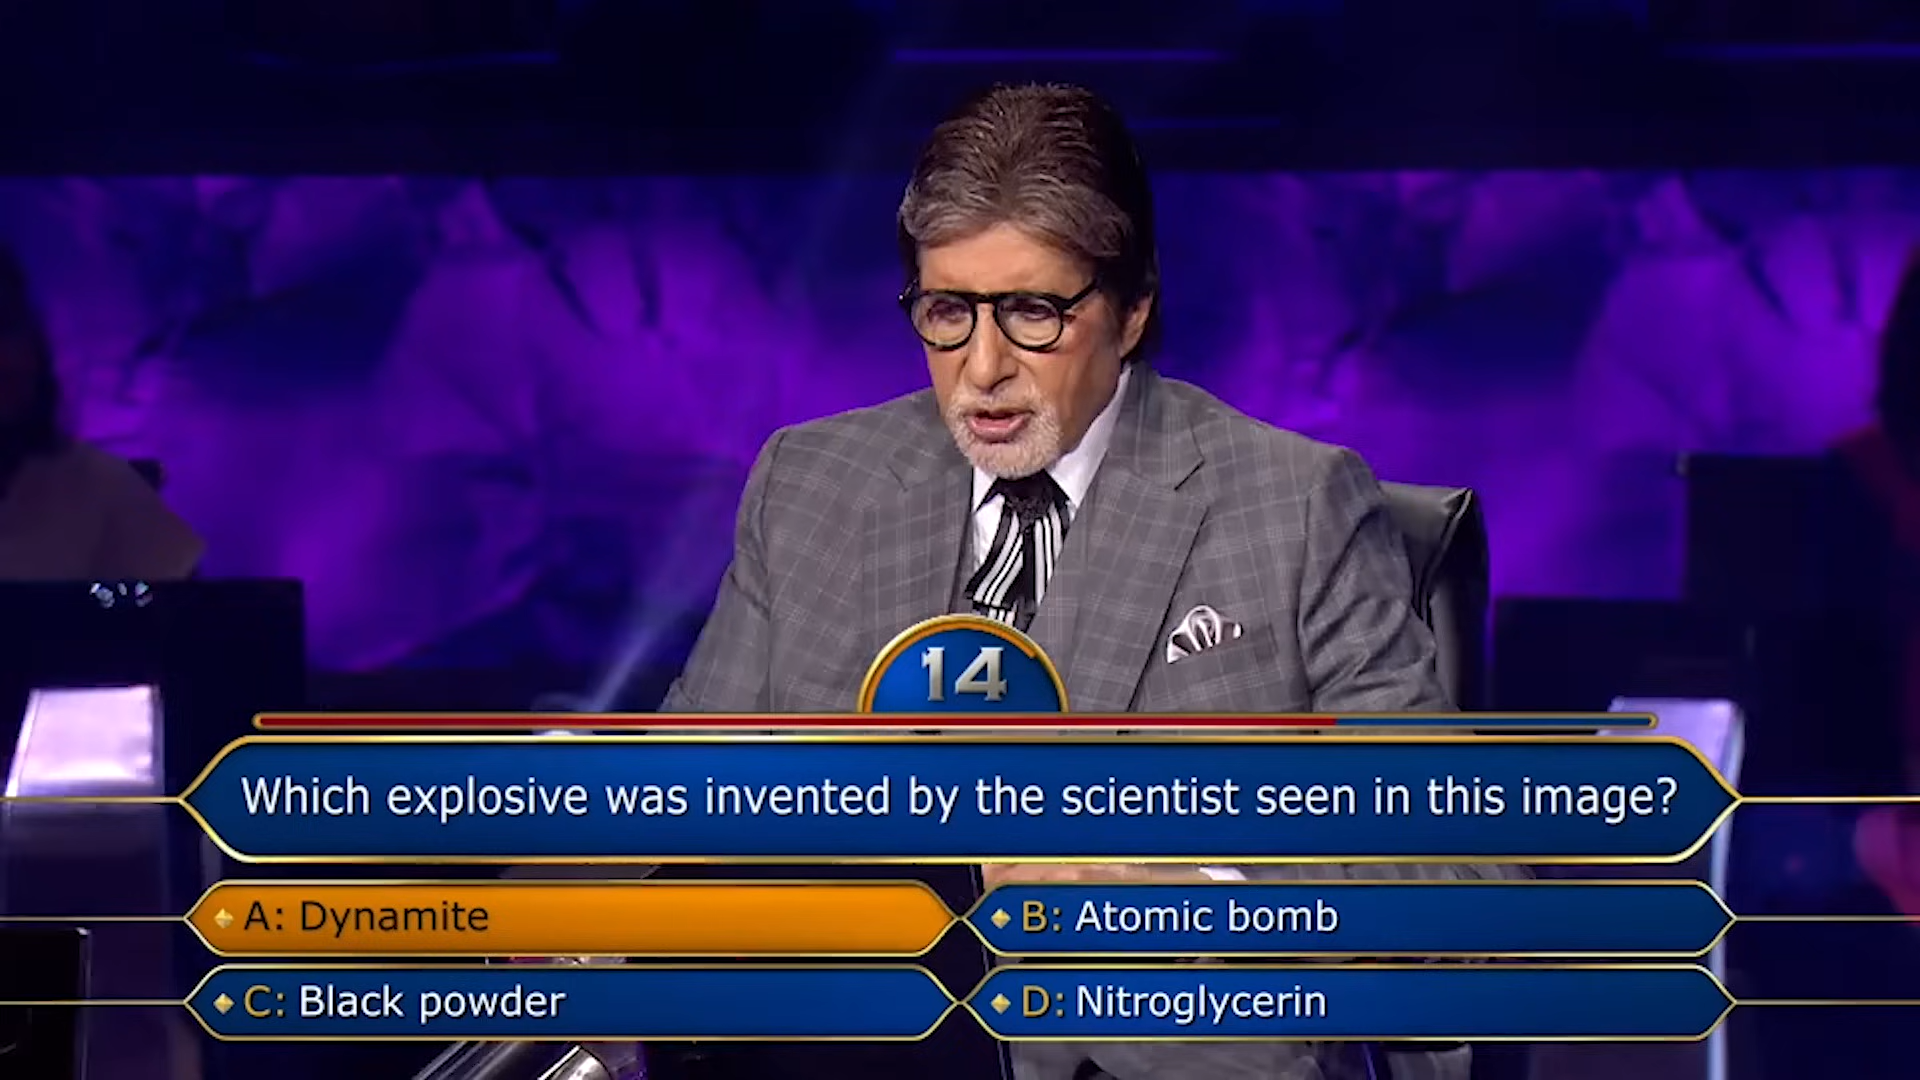 14
Which explosive was invented by the scientist seen in this image?
A: Dynamite
B: Atomic bomb
C: Black powder
D: Nitroglycerin